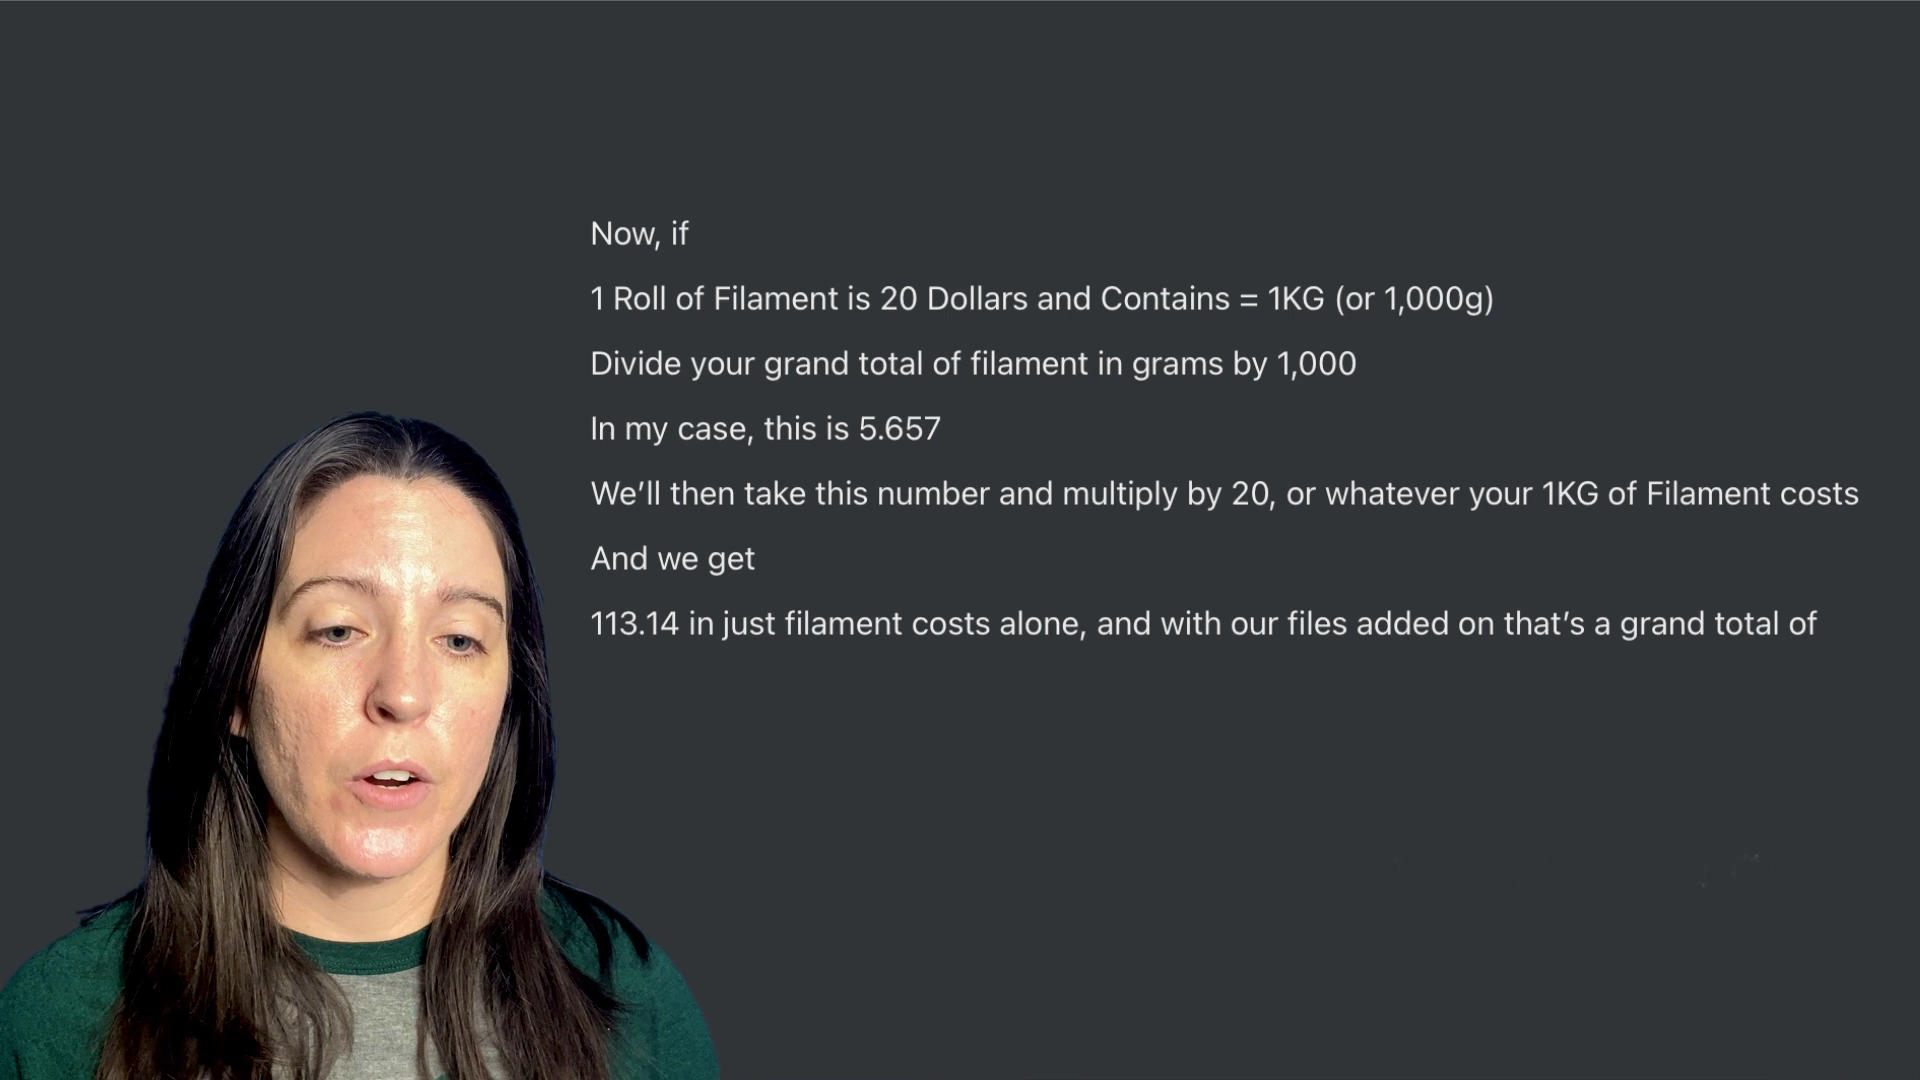 Now, if
1 Roll of Filament is 20 Dollars and Contains = 1KG (or 1,000g)
Divide your grand total of filament in grams by 1,000
In my case, this is 5.657
We’ll then take this number and multiply by 20, or whatever your 1KG of Filament costs
And we get
113.14 in just filament costs alone, and with our files added on that’s a grand total of